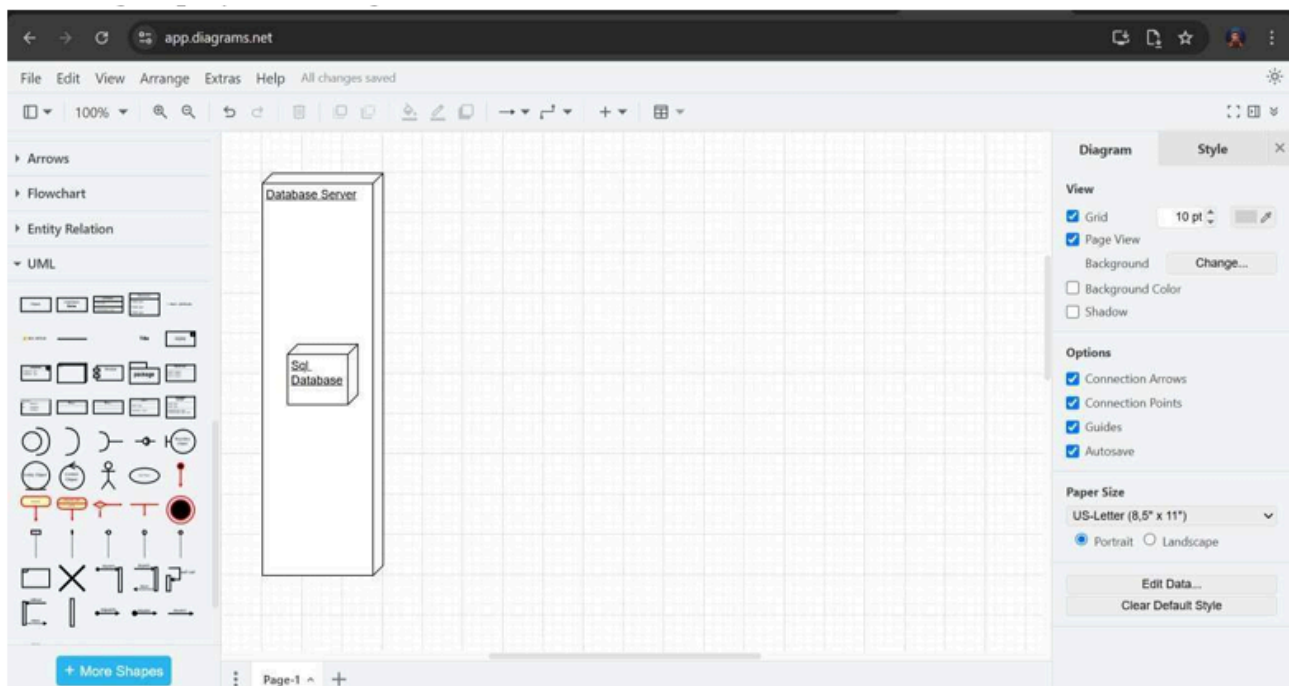 app.diagrams.net
File Edit View Arrange Extras Help All changes saved
100%
Arrows
Flowchart
Entity Relation
UML
package
Title
+ More Shapes
Database Server
Sql
Database
Page-1
Diagram Style
View
Grid 10 pt
Page View
Background Change...
Background Color
Shadow
Options
Connection Arrows
Connection Points
Guides
Autosave
Paper Size
US-Letter (8,5" x 11")
Portrait Landscape
Edit Data...
Clear Default Style